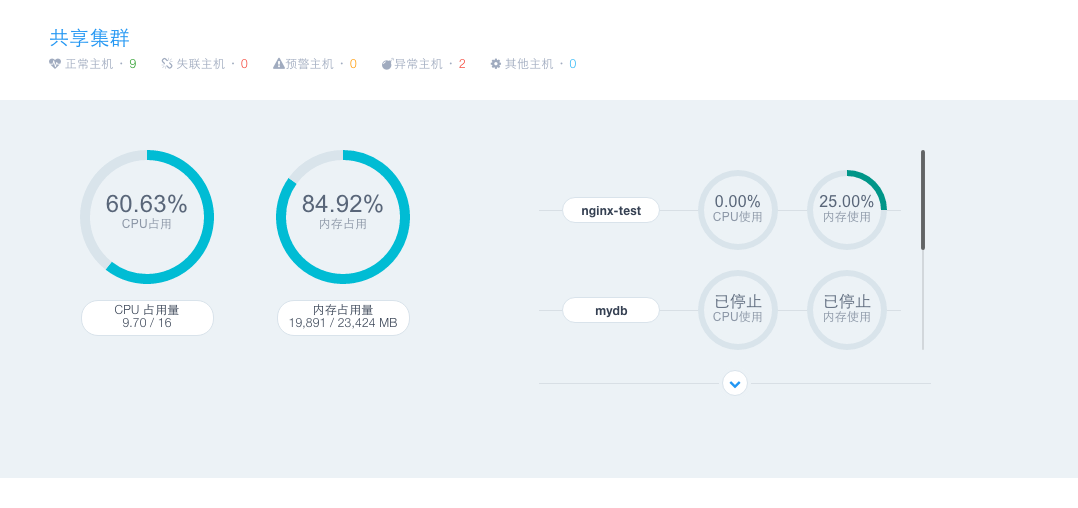 共享集群
正常主机 · 9 失联主机 · 0 预警主机 · 0 异常主机 · 2 其他主机 · 0
60.63%
CPU占用
CPU 占用量
9.70 / 16
84.92%
内存占用
内存占用量
19,891 / 23,424 MB
nginx-test
0.00%
CPU使用
25.00%
内存使用
mydb
已停止
CPU使用
已停止
内存使用